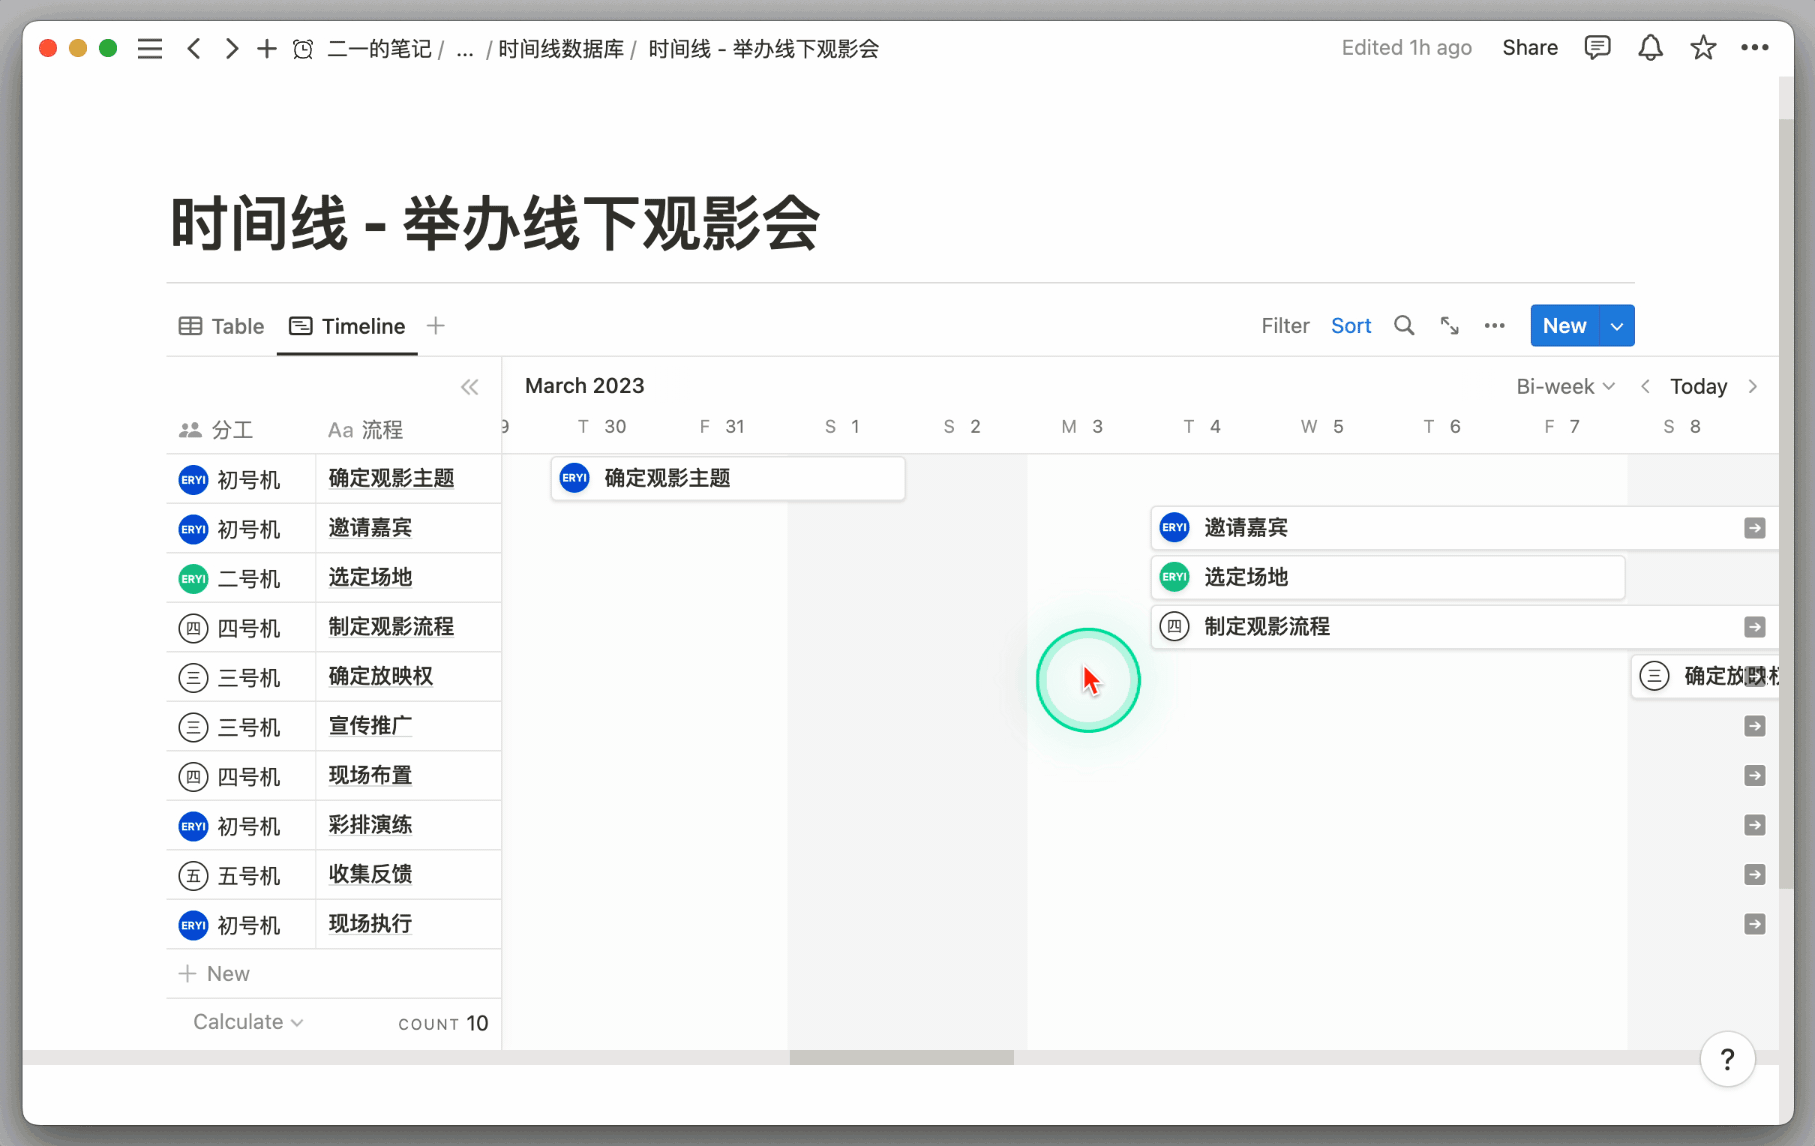 二一的笔记 / ... / 时间线数据库 / 时间线 - 举办线下观影会
Edited 1h ago Share
时间线 - 举办线下观影会
Table Timeline
Filter Sort New
March 2023 Bi-week Today
分工 Aa 流程 9 T 30 F 31 S 1 S 2 M 3 T 4 W 5 T 6 F 7 S 8
ERYI 初号机 确定观影主题 ERYI 确定观影主题
ERYI 初号机 邀请嘉宾 ERYI 邀请嘉宾
ERYI 二号机 选定场地 ERYI 选定场地
四 四号机 制定观影流程 四 制定观影流程
三 三号机 确定放映权 三 确定放映权
三 三号机 宣传推广
四 四号机 现场布置
ERYI 初号机 彩排演练
五 五号机 收集反馈
ERYI 初号机 现场执行
+ New
Calculate COUNT 10
?